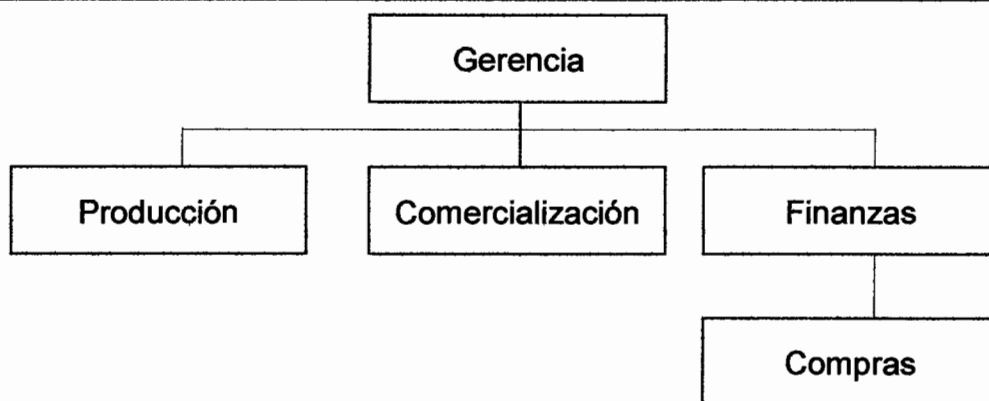 Gerencia
Producción
Comercialización
Finanzas
Compras